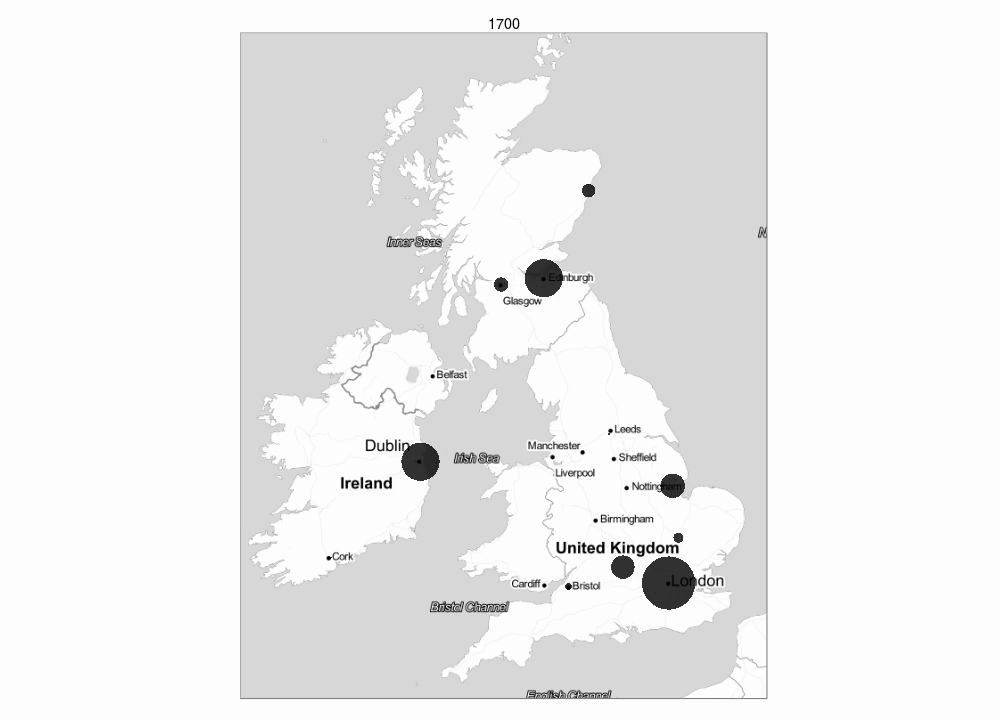 1700
Inner Seas
N
Edinburgh
Glasgow
Belfast
Leeds
Dublin
Manchester
Irish Sea
Sheffield
Liverpool
Ireland
Nottingham
Birmingham
United Kingdom
Cork
London
Cardiff
Bristol
Bristol Channel
English Channel